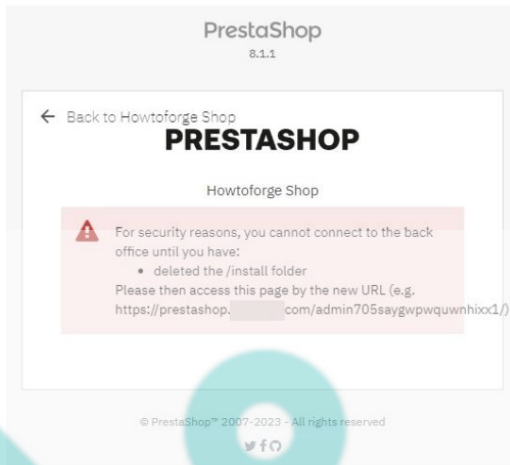 PrestaShop
8.1.1
← Back to Howtoforge Shop
PRESTASHOP
Howtoforge Shop
For security reasons, you cannot connect to the back
office until you have:
• deleted the /install folder
Please then access this page by the new URL (e.g.
https://prestashop. com/admin705saygwpwquwnhixx1/)
© PrestaShop™ 2007-2023 - All rights reserved